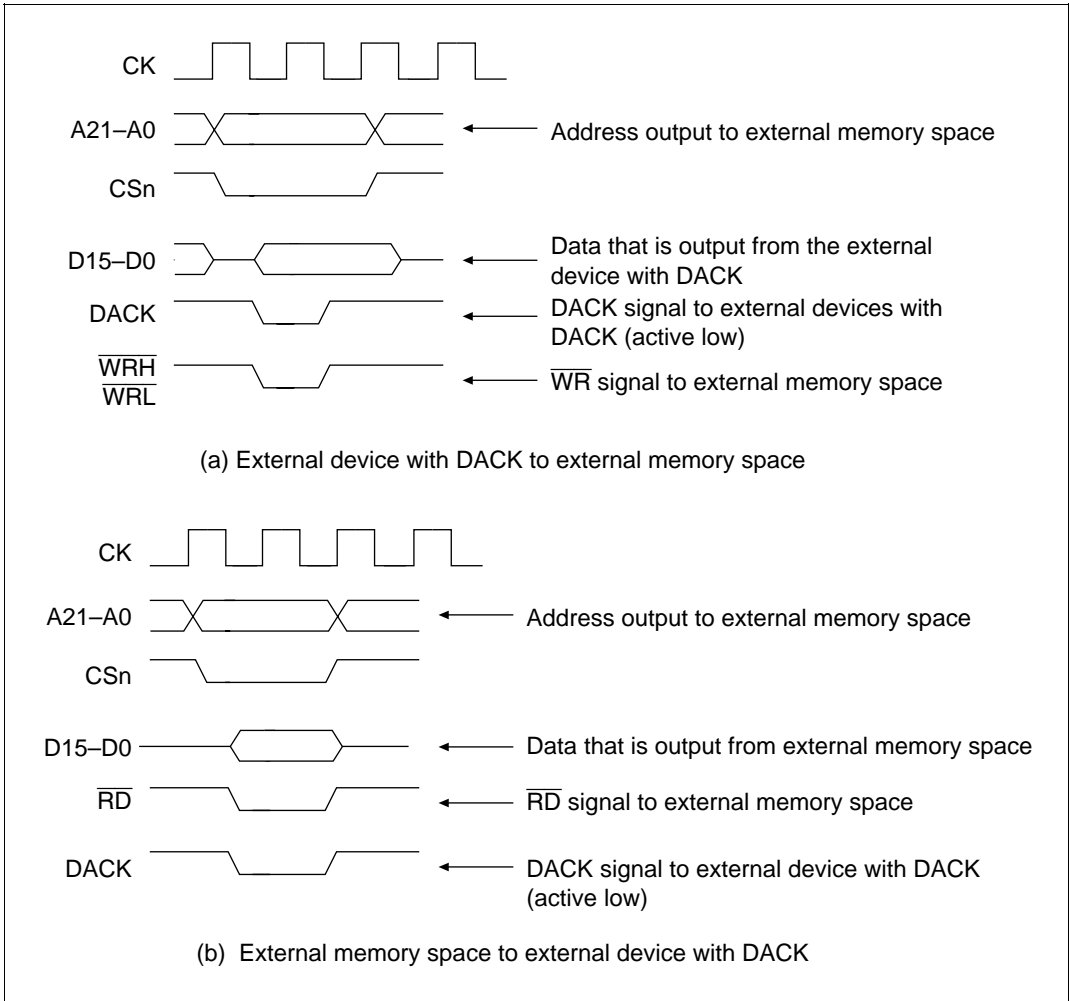 CK
A21–A0
Address output to external memory space
CSn
D15–D0
Data that is output from the external
device with DACK
DACK
DACK signal to external devices with
DACK (active low)
WRH
WRL
WR signal to external memory space
(a) External device with DACK to external memory space
CK
A21–A0
Address output to external memory space
CSn
D15–D0
Data that is output from external memory space
RD
RD signal to external memory space
DACK
DACK signal to external device with DACK
(active low)
(b) External memory space to external device with DACK